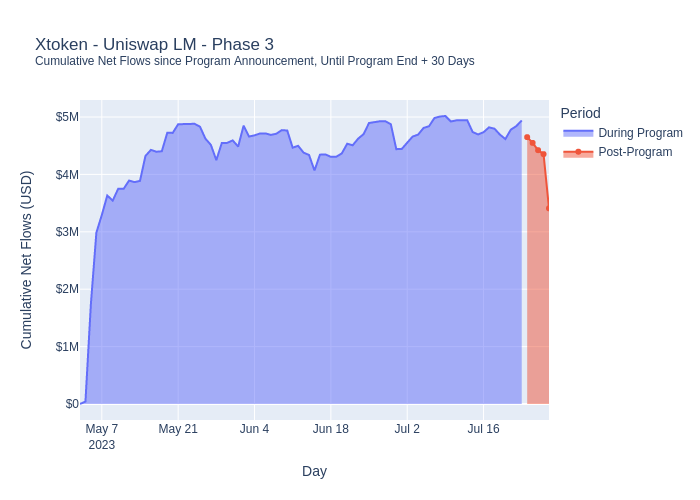 Xtoken - Uniswap LM - Phase 3
Cumulative Net Flows since Program Announcement, Until Program End + 30 Days
Period
During Program
Post-Program
Cumulative Net Flows (USD)
$5M
$4M
$3M
$2M
$1M
$0
May 7
2023
May 21
Jun 4
Jun 18
Jul 2
Jul 16
Day